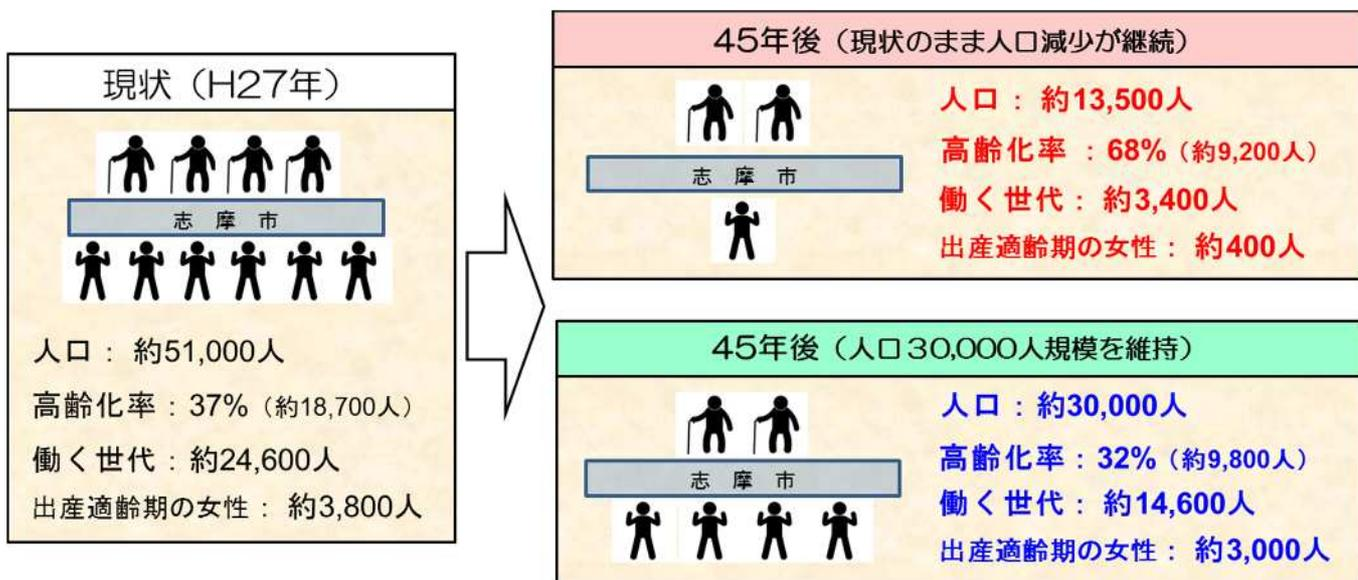 現状（H27年）
志摩市
人口： 約51,000人
高齢化率：37%（約18,700人）
働く世代：約24,600人
出産適齢期の女性： 約3,800人
45年後（現状のまま人口減少が継続）
志摩市
人口： 約13,500人
高齢化率 ：68%（約9,200人）
働く世代： 約3,400人
出産適齢期の女性： 約400人
45年後（人口30,000人規模を維持）
志摩市
人口： 約30,000人
高齢化率：32%（約9,800人）
働く世代： 約14,600人
出産適齢期の女性： 約3,000人